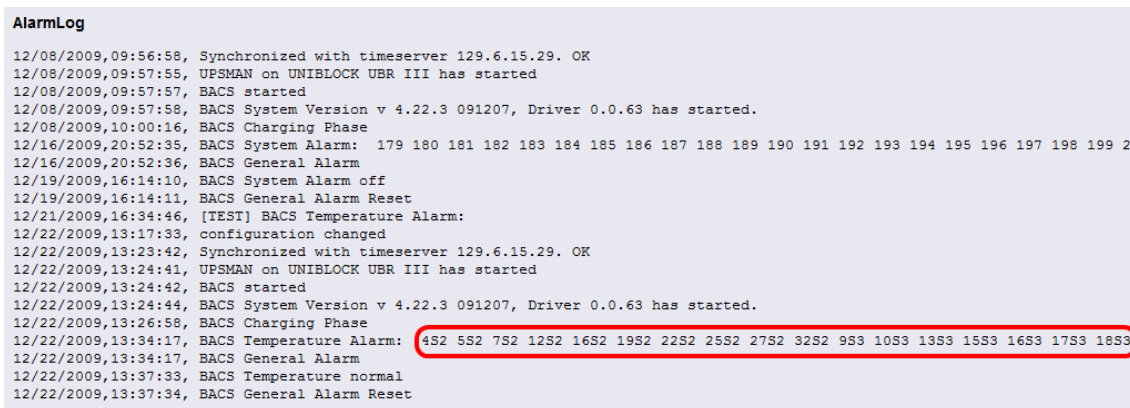 AlarmLog
12/08/2009,09:56:58, Synchronized with timeserver 129.6.15.29. OK
12/08/2009,09:57:55, UPSMAN on UNIBLOCK UBR III has started
12/08/2009,09:57:57, BACS started
12/08/2009,09:57:58, BACS System Version v 4.22.3 091207, Driver 0.0.63 has started.
12/08/2009,10:00:16, BACS Charging Phase
12/16/2009,20:52:35, BACS System Alarm:  179 180 181 182 183 184 185 186 187 188 189 190 191 192 193 194 195 196 197 198 199 2
12/16/2009,20:52:36, BACS General Alarm
12/19/2009,16:14:10, BACS System Alarm off
12/19/2009,16:14:11, BACS General Alarm Reset
12/21/2009,16:34:46, [TEST] BACS Temperature Alarm:
12/22/2009,13:17:33, configuration changed
12/22/2009,13:23:42, Synchronized with timeserver 129.6.15.29. OK
12/22/2009,13:24:41, UPSMAN on UNIBLOCK UBR III has started
12/22/2009,13:24:42, BACS started
12/22/2009,13:24:44, BACS System Version v 4.22.3 091207, Driver 0.0.63 has started.
12/22/2009,13:26:58, BACS Charging Phase
12/22/2009,13:34:17, BACS Temperature Alarm:  4S2 5S2 7S2 12S2 16S2 19S2 22S2 25S2 27S2 32S2 9S3 10S3 13S3 15S3 16S3 17S3 18S3
12/22/2009,13:34:17, BACS General Alarm
12/22/2009,13:37:33, BACS Temperature normal
12/22/2009,13:37:34, BACS General Alarm Reset